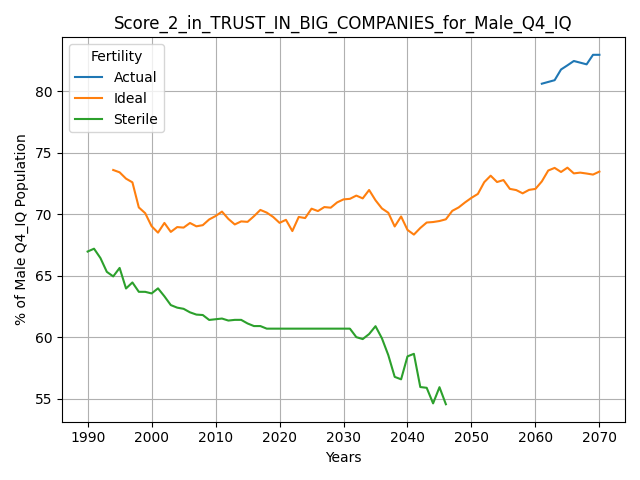 Score_2_in_TRUST_IN_BIG_COMPANIES_for_Male_Q4_IQ
Fertility
Actual
Ideal
Sterile
% of Male Q4_IQ Population
80
75
70
65
60
55
1990 2000 2010 2020 2030 2040 2050 2060 2070
Years